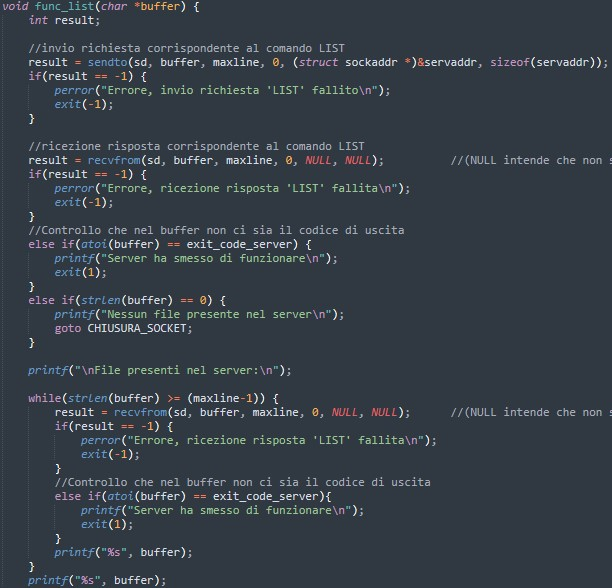 void func_list(char *buffer) {
    int result;

    //invio richiesta corrispondente al comando LIST
    result = sendto(sd, buffer, maxline, 0, (struct sockaddr *)&servaddr, sizeof(servaddr));
    if(result == -1) {
        perror("Errore, invio richiesta 'LIST' fallito\n");
        exit(-1);
    }

    //ricezione risposta corrispondente al comando LIST
    result = recvfrom(sd, buffer, maxline, 0, NULL, NULL);          //(NULL intende che non s
    if(result == -1) {
        perror("Errore, ricezione risposta 'LIST' fallita\n");
        exit(-1);
    }
    //Controllo che nel buffer non ci sia il codice di uscita
    else if(atoi(buffer) == exit_code_server) {
        printf("Server ha smesso di funzionare\n");
        exit(1);
    }
    else if(strlen(buffer) == 0) {
        printf("Nessun file presente nel server\n");
        goto CHIUSURA_SOCKET;
    }

    printf("\nFile presenti nel server:\n");

    while(strlen(buffer) >= (maxline-1)) {
        result = recvfrom(sd, buffer, maxline, 0, NULL, NULL);      //(NULL intende che non s
        if(result == -1) {
            perror("Errore, ricezione risposta 'LIST' fallita\n");
            exit(-1);
        }
        //Controllo che nel buffer non ci sia il codice di uscita
        else if(atoi(buffer) == exit_code_server){
            printf("Server ha smesso di funzionare\n");
            exit(1);
        }
        printf("%s", buffer);
    }
    printf("%s", buffer);